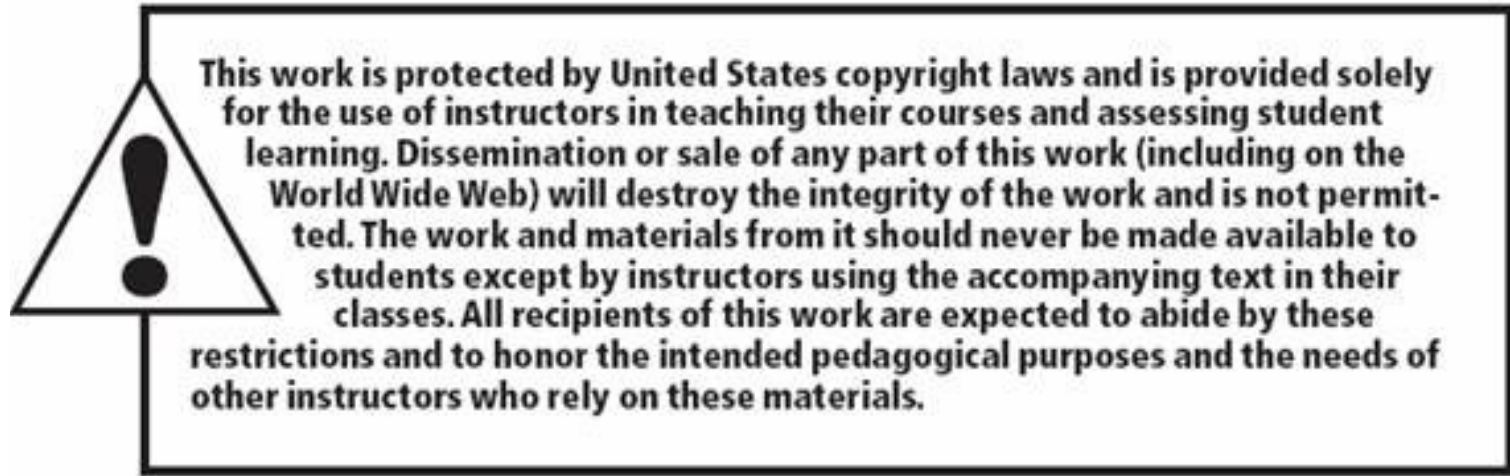 This work is protected by United States copyright laws and is provided solely
for the use of instructors in teaching their courses and assessing student
learning. Dissemination or sale of any part of this work (including on the
World Wide Web) will destroy the integrity of the work and is not permit-
ted. The work and materials from it should never be made available to
students except by instructors using the accompanying text in their
classes. All recipients of this work are expected to abide by these
restrictions and to honor the intended pedagogical purposes and the needs of
other instructors who rely on these materials.